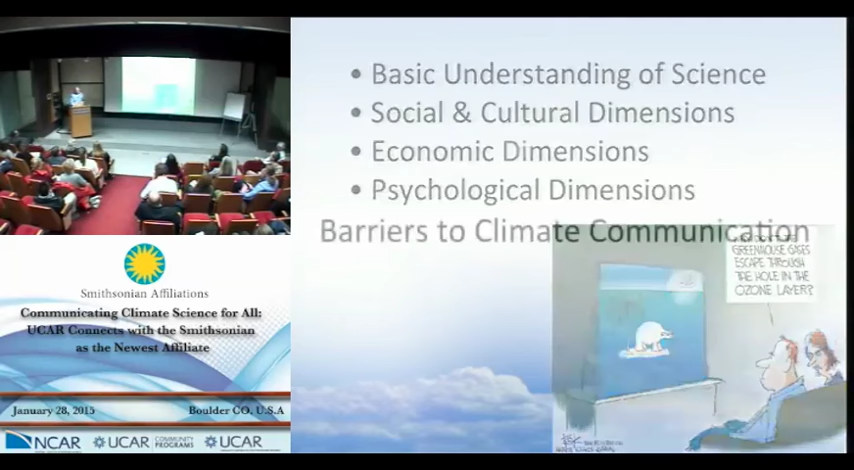 • Basic Understanding of Science
• Social & Cultural Dimensions
• Economic Dimensions
• Psychological Dimensions
Barriers to Climate Communication
GREENHOUSE GASES
ESCAPE THROUGH
THE HOLE IN THE
OZONE LAYER?
Smithsonian Affiliations
Communicating Climate Science for All:
UCAR Connects with the Smithsonian
as the Newest Affiliate
January 28, 2015
Boulder CO, U.S.A
NCAR
UCAR COMMUNITY
PROGRAMS
UCAR